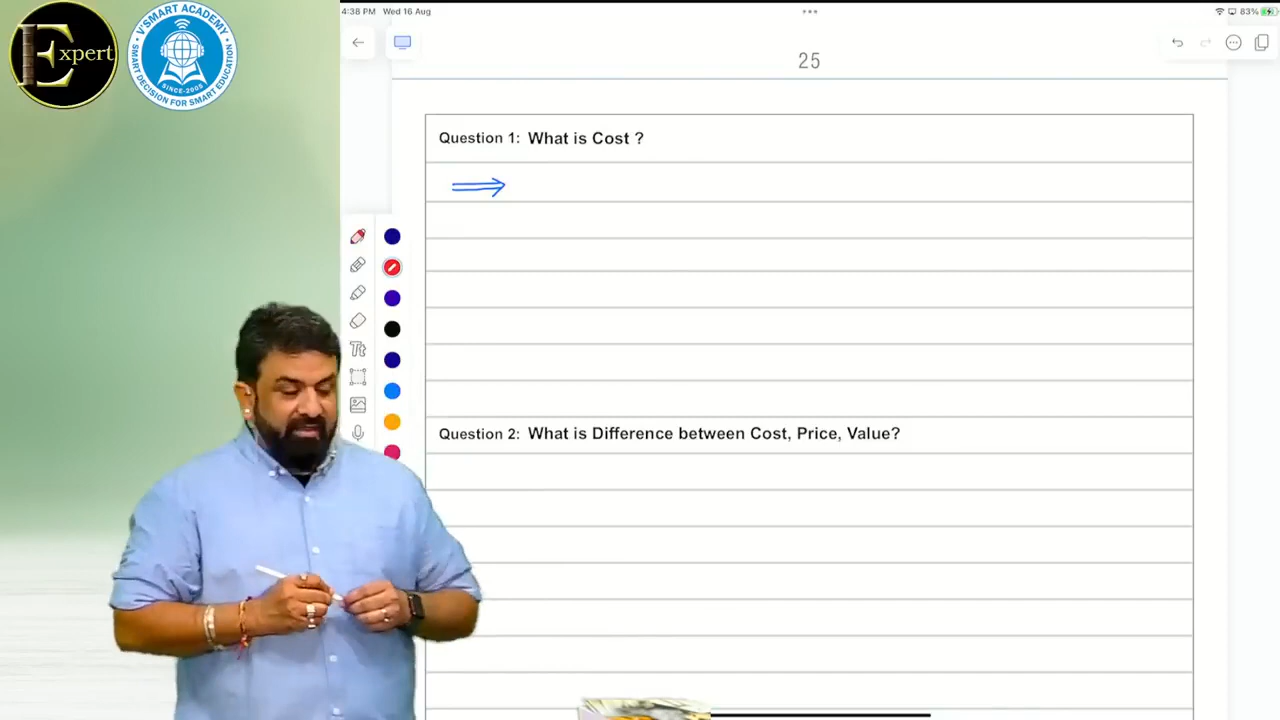 4:38 PM Wed 16 Aug
83%
Expert
V'SMART ACADEMY
SMART DECISION FOR SMART EDUCATION
SINCE-2005
25
Question 1: What is Cost ?
Tt
Question 2: What is Difference between Cost, Price, Value?